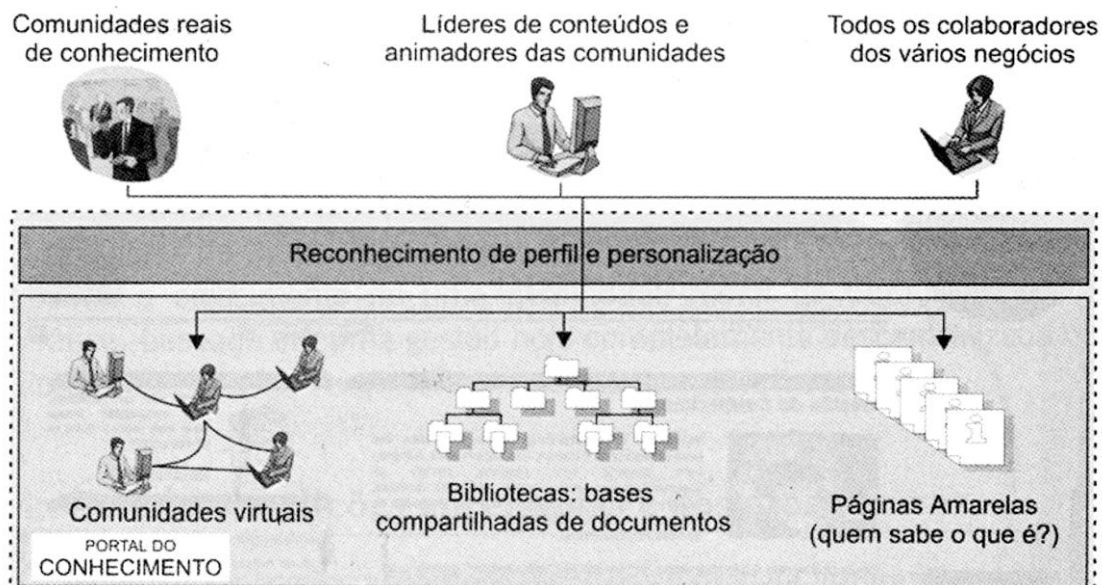 Comunidades reais
de conhecimento
Líderes de conteúdos e
animadores das comunidades
Todos os colaboradores
dos vários negócios
Reconhecimento de perfil e personalização
Comunidades virtuais
Bibliotecas: bases
compartilhadas de documentos
Páginas Amarelas
(quem sabe o que é?)
PORTAL DO
CONHECIMENTO